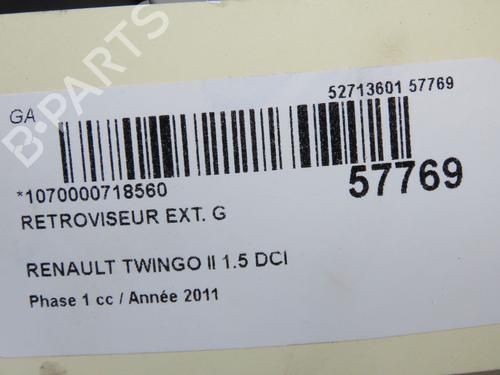 GA
52713601 57769
*1070000718560
57769
RETROVISEUR EXT. G
RENAULT TWINGO II 1.5 DCI
Phase 1 cc / Année 2011
B-PARTS